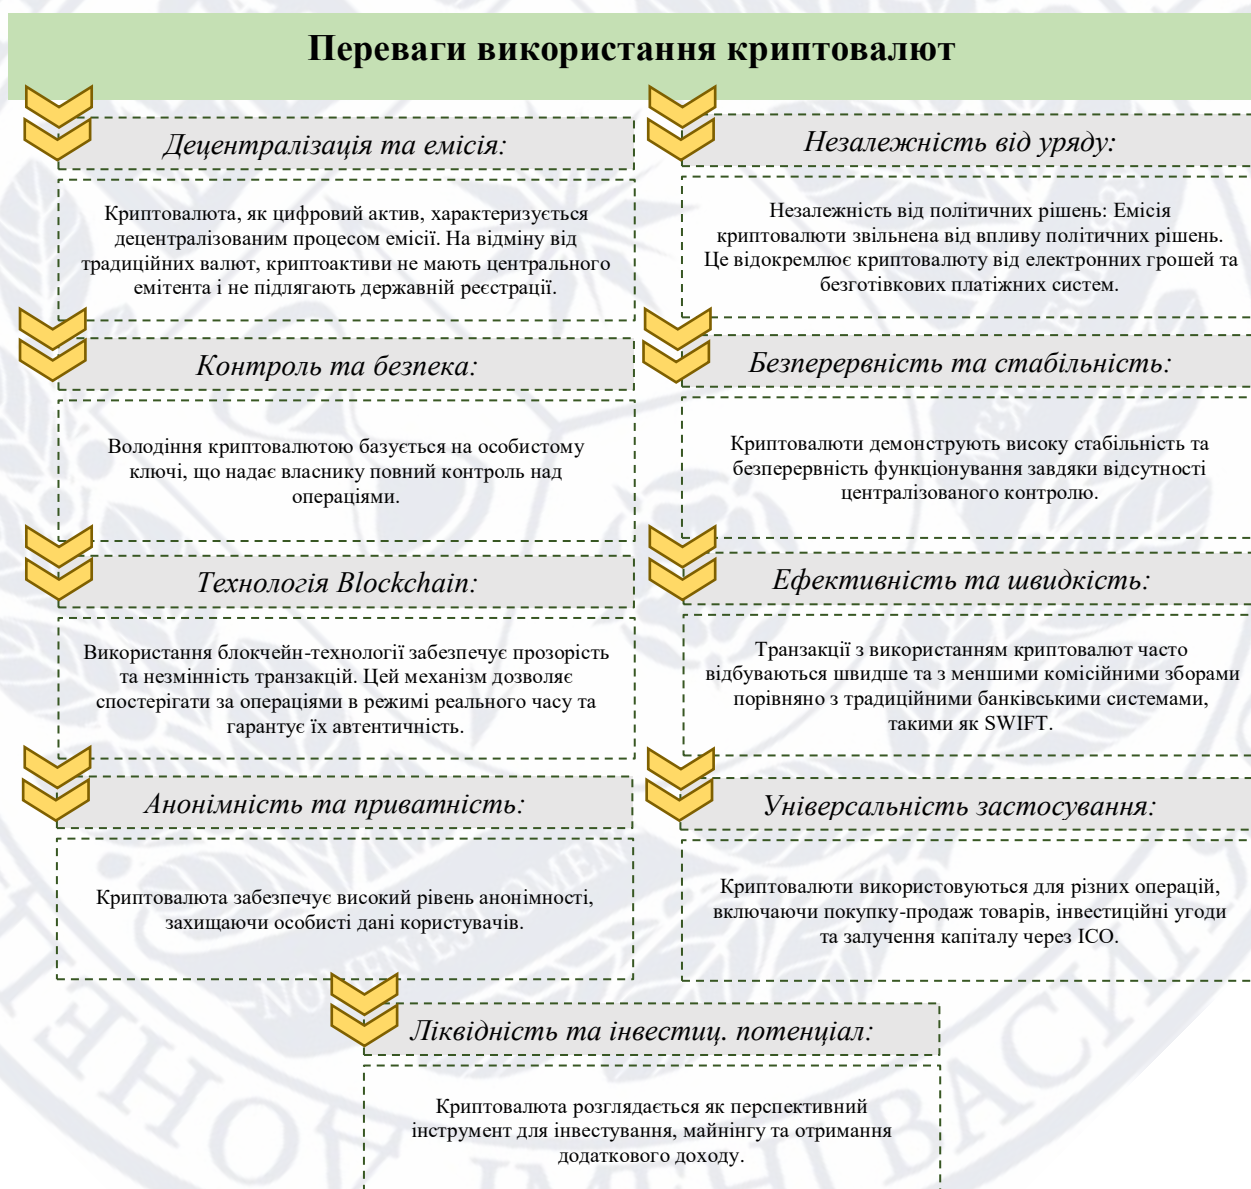 Переваги використання криптовалют
Децентралізація та емісія:
Криптовалюта, як цифровий актив, характеризується
децентралізованим процесом емісії. На відміну від
традиційних валют, криптоактиви не мають центрального
емітента і не підлягають державній реєстрації.
Незалежність від уряду:
Незалежність від політичних рішень: Емісія
криптовалюти звільнена від впливу політичних рішень.
Це відокремлює криптовалюту від електронних грошей та
безготівкових платіжних систем.
Контроль та безпека:
Володіння криптовалютою базується на особистому
ключі, що надає власнику повний контроль над
операціями.
Безперервність та стабільність:
Криптовалюти демонструють високу стабільність та
безперервність функціонування завдяки відсутності
централізованого контролю.
Технологія Blockchain:
Використання блокчейн-технології забезпечує прозорість
та незмінність транзакцій. Цей механізм дозволяє
спостерігати за операціями в режимі реального часу та
гарантує їх автентичність.
Ефективність та швидкість:
Транзакції з використанням криптовалют часто
відбуваються швидше та з меншими комісійними зборами
порівняно з традиційними банківськими системами,
такими як SWIFT.
Анонімність та приватність:
Криптовалюта забезпечує високий рівень анонімності,
захищаючи особисті дані користувачів.
Універсальність застосування:
Криптовалюти використовуються для різних операцій,
включаючи покупку-продаж товарів, інвестиційні угоди
та залучення капіталу через ICO.
Ліквідність та інвестиц. потенціал:
Криптовалюта розглядається як перспективний
інструмент для інвестування, майнінгу та отримання
додаткового доходу.
NOMEN EST OMEN
ІМЕНІ ВАСИЛЯ